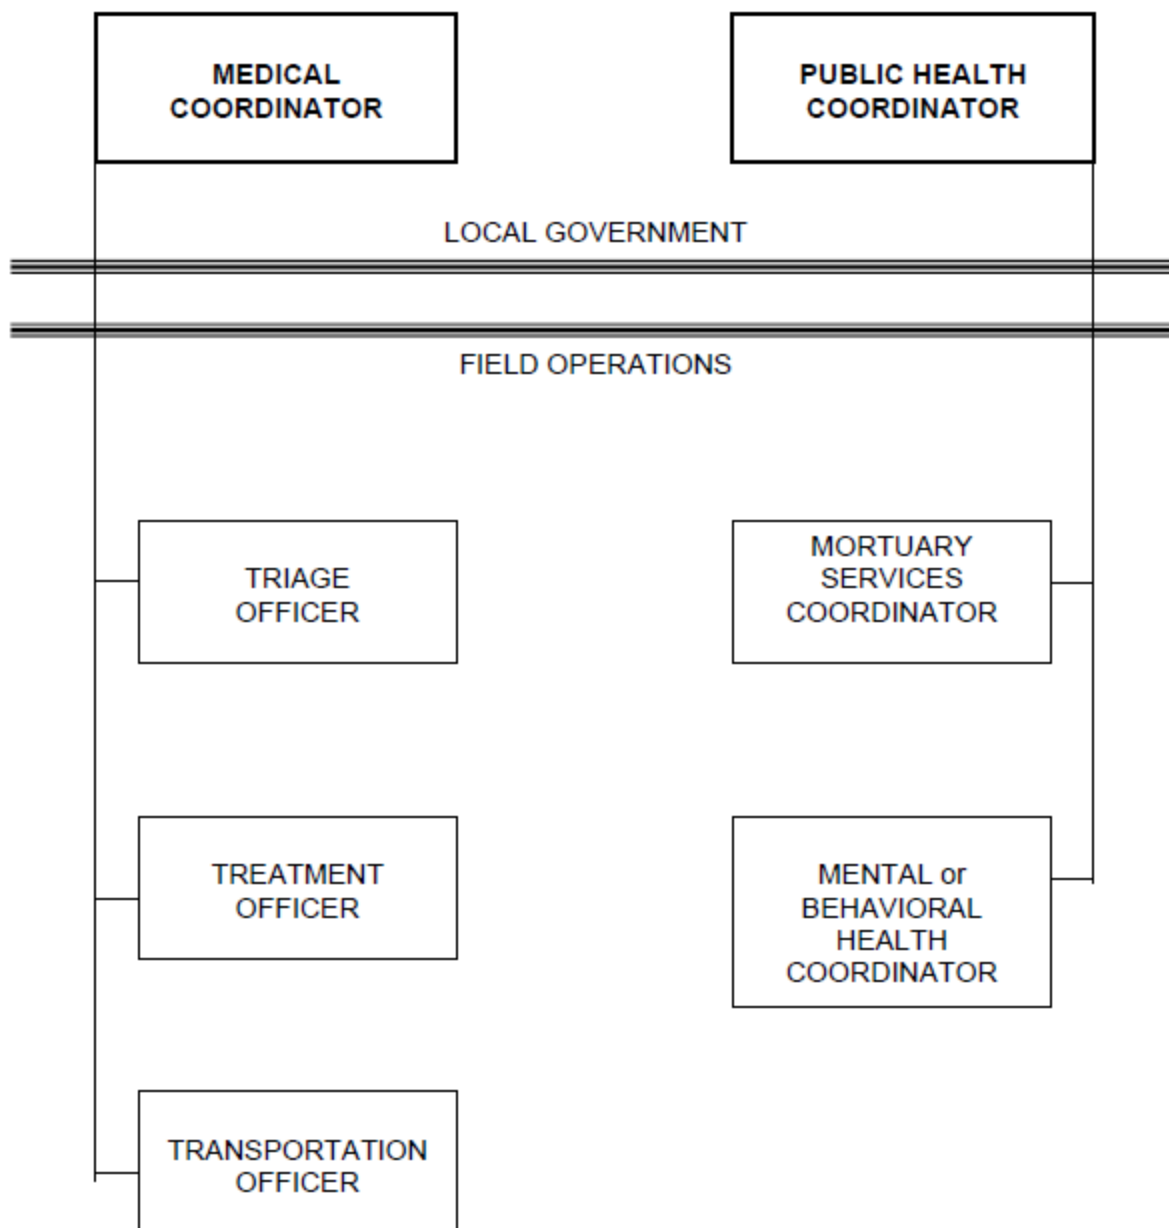 MEDICAL
COORDINATOR
PUBLIC HEALTH
COORDINATOR
LOCAL GOVERNMENT
FIELD OPERATIONS
TRIAGE
OFFICER
MORTUARY
SERVICES
COORDINATOR
TREATMENT
OFFICER
MENTAL or
BEHAVIORAL
HEALTH
COORDINATOR
TRANSPORTATION
OFFICER